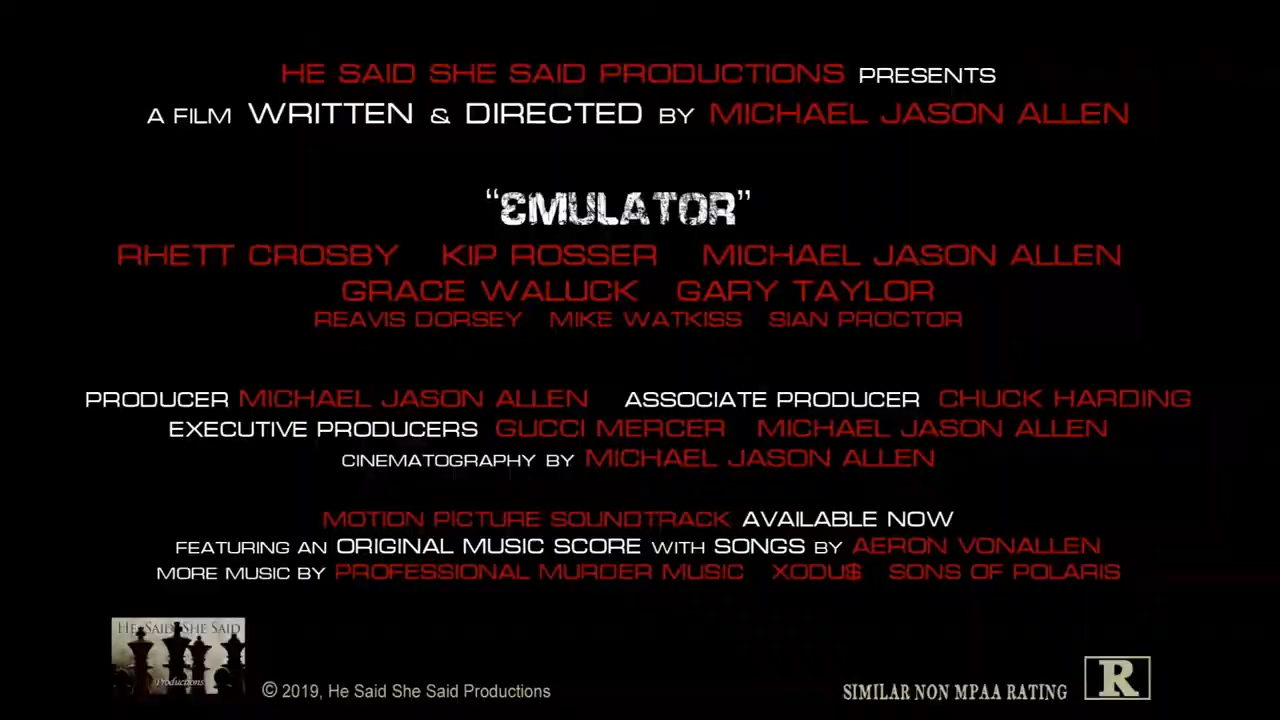 HE SAID SHE SAID PRODUCTIONS PRESENTS
A FILM WRITTEN & DIRECTED BY MICHAEL JASON ALLEN
“EMULATOR”
RHETT CROSBY KIP ROSSER MICHAEL JASON ALLEN
GRACE WALUCK GARY TAYLOR
REAVIS DORSEY MIKE WATKISS SIAN PROCTOR
PRODUCER MICHAEL JASON ALLEN ASSOCIATE PRODUCER CHUCK HARDING
EXECUTIVE PRODUCERS GUCCI MERCER MICHAEL JASON ALLEN
CINEMATOGRAPHY BY MICHAEL JASON ALLEN
MOTION PICTURE SOUNDTRACK AVAILABLE NOW
FEATURING AN ORIGINAL MUSIC SCORE WITH SONGS BY AERON VONALLEN
MORE MUSIC BY PROFESSIONAL MURDER MUSIC XODU$ SONS OF POLARIS
HE SAID SHE SAID
Productions
© 2019, He Said She Said Productions
SIMILAR NON MPAA RATING R